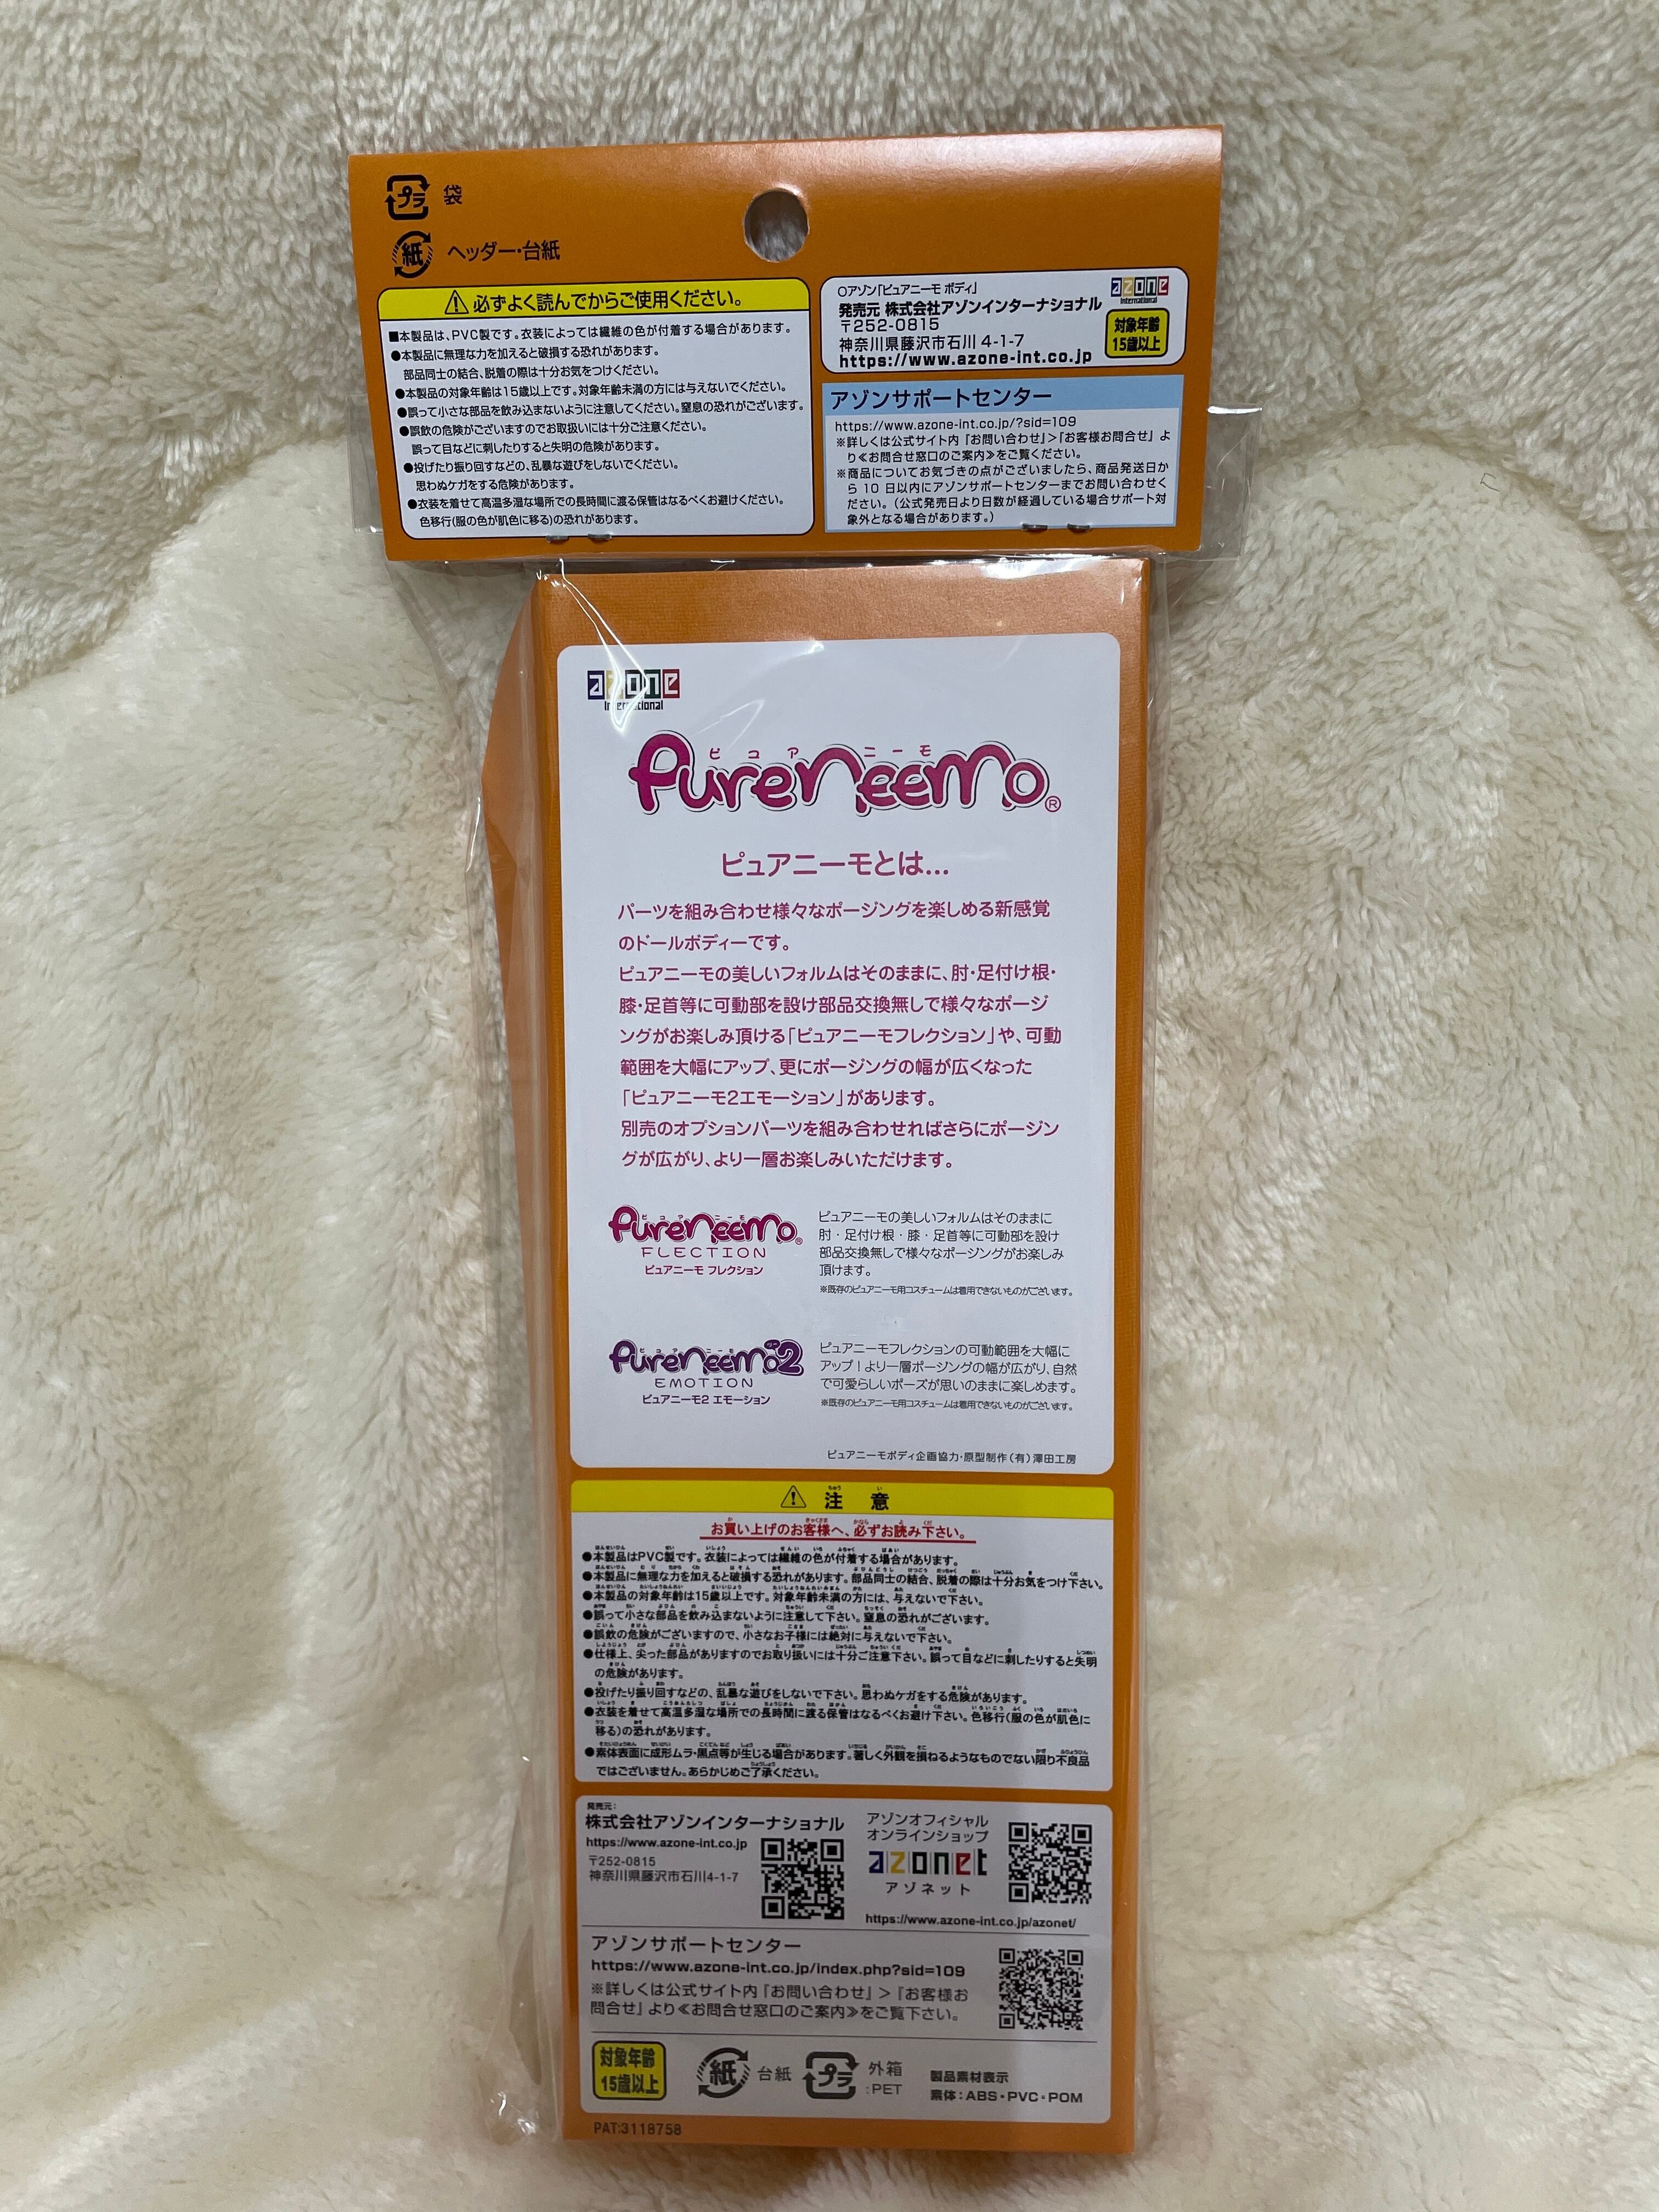 プラ 袋
紙 ヘッダー・台紙
必ずよく読んでからご使用ください。
■本製品は、PVC製です。衣装によっては繊維の色が付着する場合があります。
●本製品に無理な力を加えると破損する恐れがあります。
部品同士の結合、脱着の際は十分お気をつけください。
●本製品の対象年齢は15歳以上です。対象年齢未満の方には与えないでください。
●誤って小さな部品を飲み込まないように注意してください。窒息の恐れがございます。
●誤飲の危険がございますのでお取扱いには十分ご注意ください。
誤って目などに刺したりすると失明の危険があります。
●投げたり振り回すなどの、乱暴な遊びをしないでください。
思わぬケガをする危険があります。
●衣装を着せて高温多湿な場所での長時間に渡る保管はなるべくお避けください。
色移行(服の色が肌色に移る)の恐れがあります。
○アゾン「ピュアニーモ ボディ」
azone
International
発売元 株式会社アゾンインターナショナル
〒252-0815
神奈川県藤沢市石川 4-1-7
https://www.azone-int.co.jp
対象年齢
15歳以上
アゾンサポートセンター
https://www.azone-int.co.jp/?sid=109
※詳しくは公式サイト内「お問い合わせ」>「お客様お問合せ」よ
り≪お問合せ窓口のご案内≫をご覧ください。
※商品についてお気づきの点がございましたら、商品発送日か
ら 10 日以内にアゾンサポートセンターまでお問い合わせく
ださい。（公式発売日より日数が経過している場合サポート対
象外となる場合があります。）
azone
International
ピュアニーモ
PureNeemo®
ピュアニーモとは...
パーツを組み合わせ様々なポージングを楽しめる新感覚
のドールボディーです。
ピュアニーモの美しいフォルムはそのままに、肘・足付け根・
膝・足首等に可動部を設け部品交換無しで様々なポージ
ングがお楽しみ頂ける「ピュアニーモフレクション」や、可動
範囲を大幅にアップ、更にポージングの幅が広くなった
「ピュアニーモ2エモーション」があります。
別売のオプションパーツを組み合わせればさらにポージン
グが広がり、より一層お楽しみいただけます。
ピュアニーモ
PureNeemo®
FLECTION
ピュアニーモ フレクション
ピュアニーモの美しいフォルムはそのままに
肘・足付け根・膝・足首等に可動部を設け
部品交換無しで様々なポージングがお楽しみ
頂けます。
※既存のピュアニーモ用コスチュームは着用できないものがございます。
ピュアニーモ
PureNeemo2
EMOTION
ピュアニーモ2 エモーション
ピュアニーモフレクションの可動範囲を大幅に
アップ！より一層ポージングの幅が広がり、自然
で可愛らしいポーズが思いのままに楽しめます。
※既存のピュアニーモ用コスチュームは着用できないものがございます。
ピュアニーモボディ企画協力・原型制作（有）澤田工房
注意
お買い上げのお客様へ、必ずお読み下さい。
●本製品はPVC製です。衣装によっては繊維の色が付着する場合があります。
●本製品に無理な力を加えると破損する恐れがあります。部品同士の結合、脱着の際は十分お気をつけ下さい。
●本製品の対象年齢は15歳以上です。対象年齢未満の方には、与えないで下さい。
●誤って小さな部品を飲み込まないように注意して下さい。窒息の恐れがございます。
●誤飲の危険がございますので、小さなお子様には絶対に与えないで下さい。
●仕様上、尖った部品がありますのでお取り扱いには十分ご注意下さい。誤って目などに刺したりすると失明
の危険があります。
●投げたり振り回すなどの、乱暴な遊びをしないで下さい。思わぬケガをする危険があります。
●衣装を着せて高温多湿な場所での長時間に渡る保管はなるべくお避け下さい。色移行(服の色が肌色に
移る)の恐れがあります。
●素体表面に成形ムラ・黒点等が生じる場合があります。著しく外観を損ねるようなものでない限り不良品
ではございません。あらかじめご了承ください。
発売元：
株式会社アゾンインターナショナル
https://www.azone-int.co.jp
〒252-0815
神奈川県藤沢市石川4-1-7
アゾンオフィシャル
オンラインショップ
azonet
アゾネット
https://www.azone-int.co.jp/azonet/
アゾンサポートセンター
https://www.azone-int.co.jp/index.php?sid=109
※詳しくは公式サイト内「お問い合わせ」＞「お客様お
問合せ」より≪お問合せ窓口のご案内≫をご覧下さい。
対象年齢
15歳以上
紙 台紙
プラ 外箱
:PET
製品素材表示
素体：ABS・PVC・POM
PAT:3118758